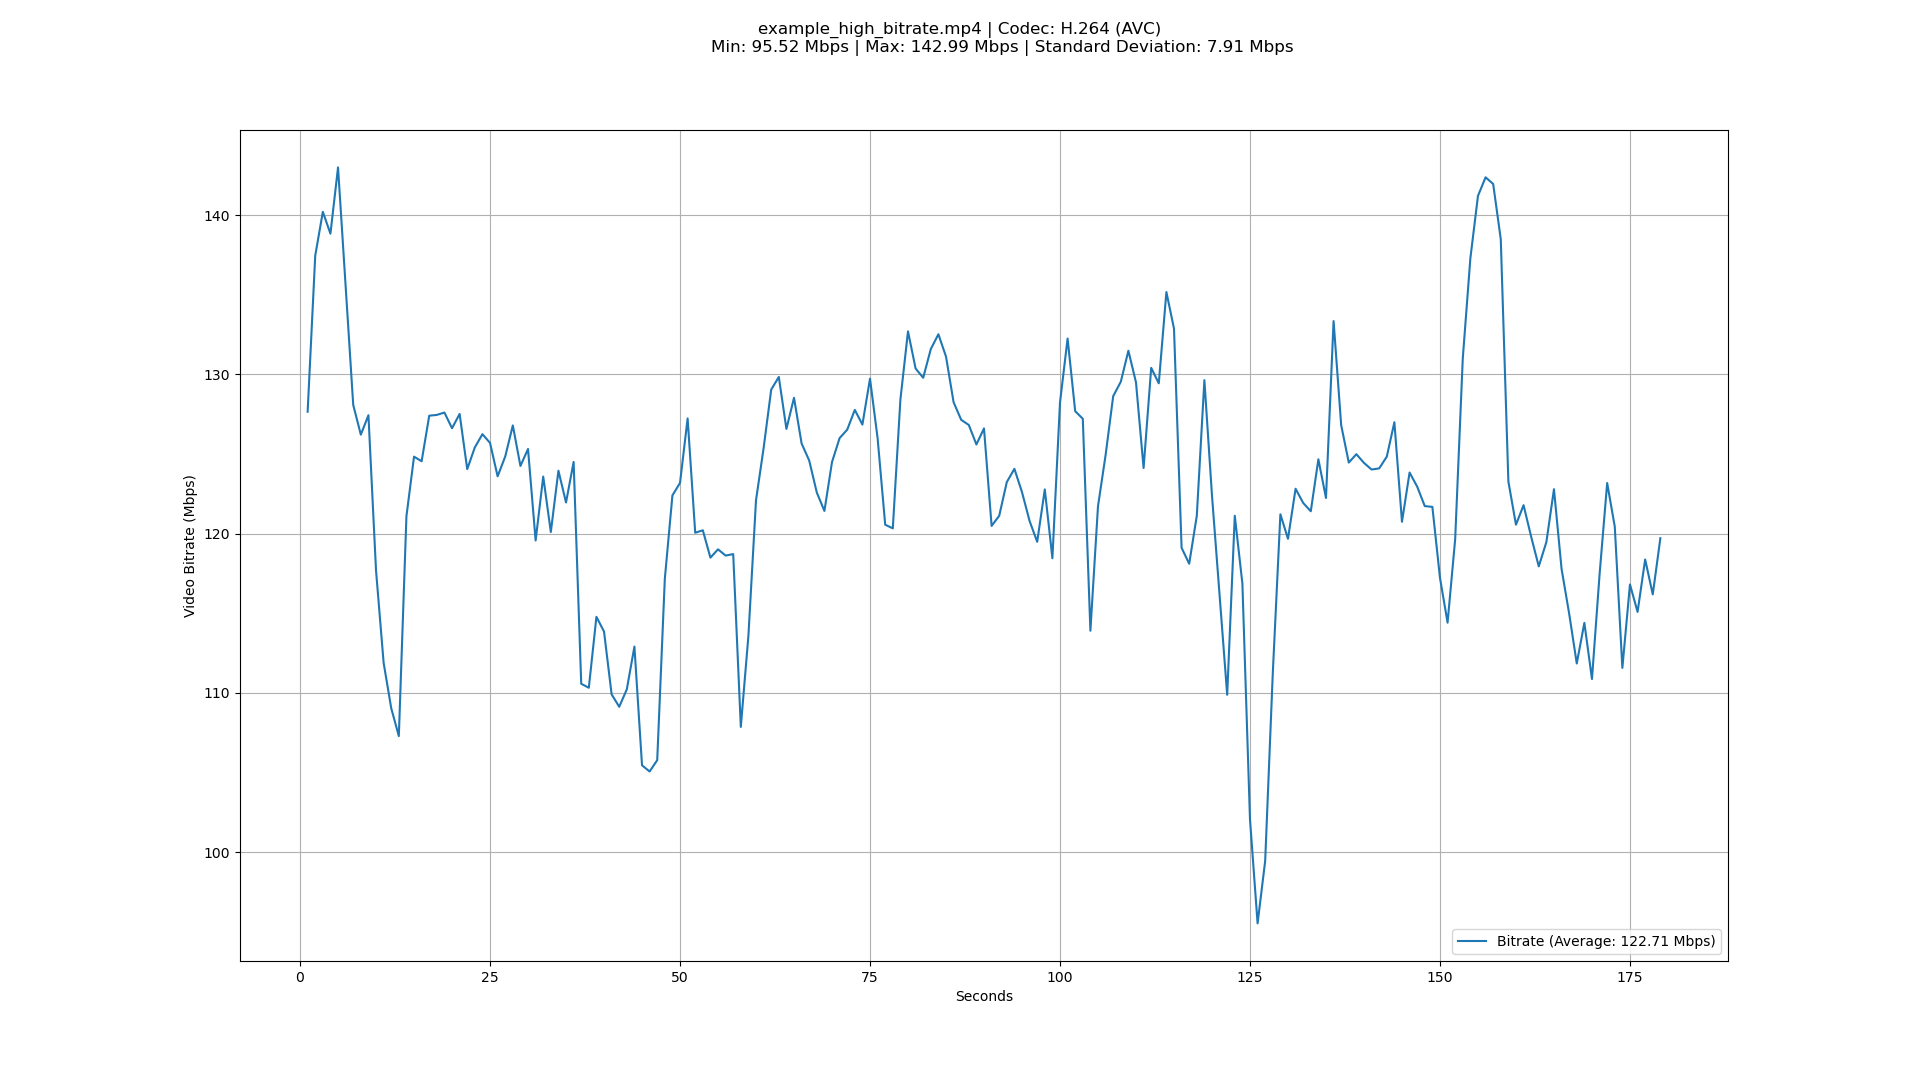 example_high_bitrate.mp4 | Codec: H.264 (AVC)
Min: 95.52 Mbps | Max: 142.99 Mbps | Standard Deviation: 7.91 Mbps
140
130
120
110
100
Video Bitrate (Mbps)
Bitrate (Average: 122.71 Mbps)
0 25 50 75 100 125 150 175
Seconds